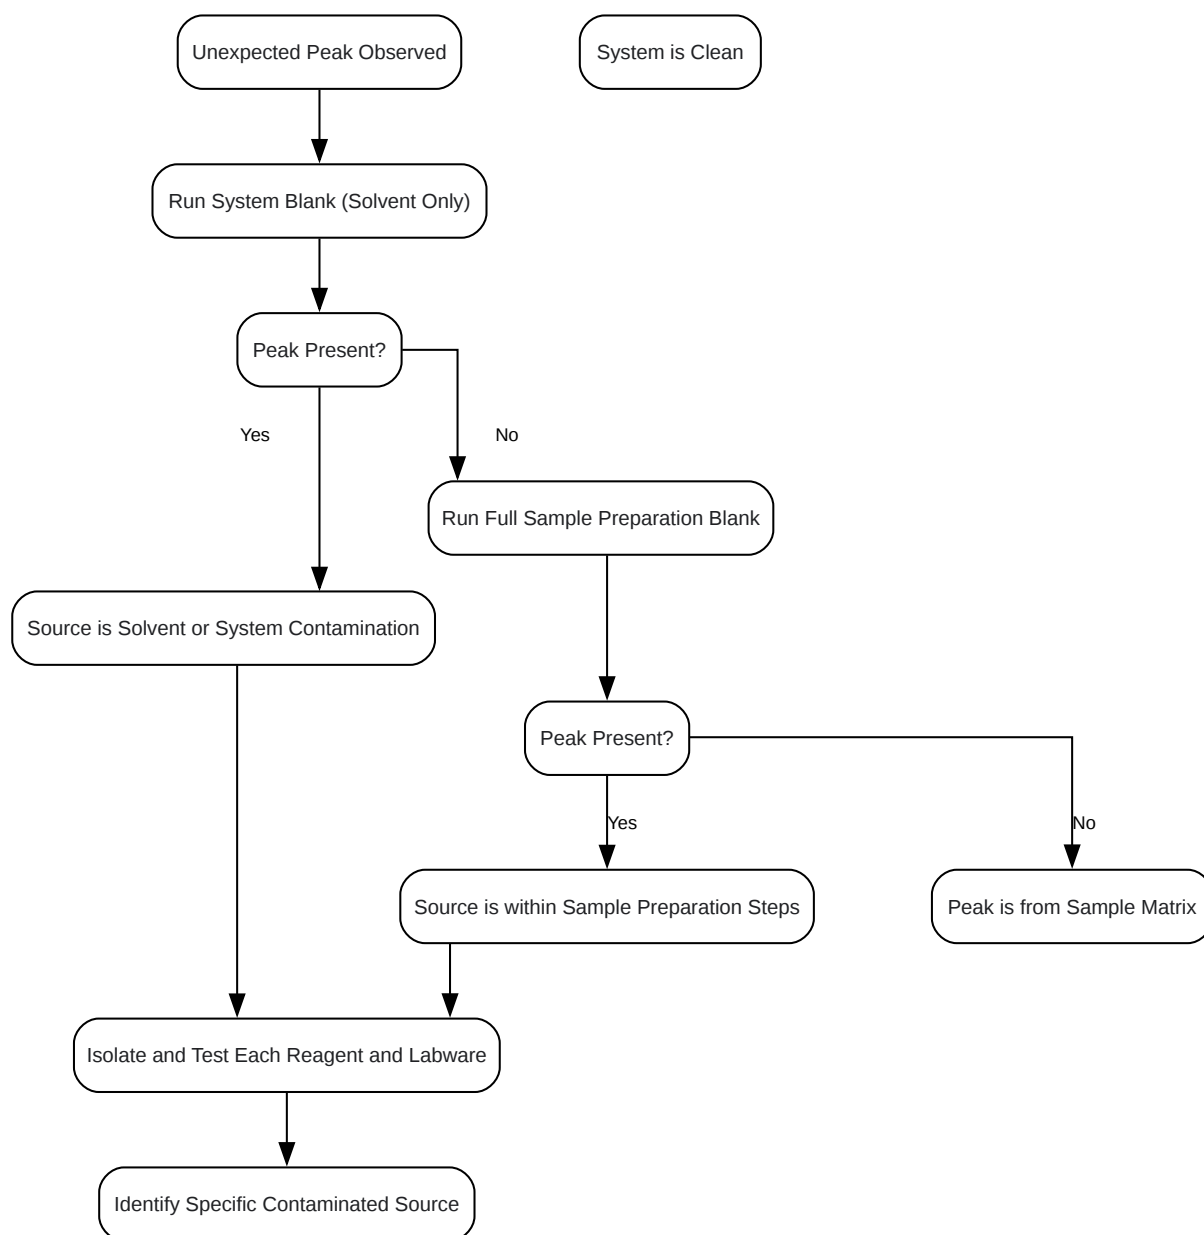 Unexpected Peak Observed
System is Clean
Run System Blank (Solvent Only)
Peak Present?
Yes
No
Run Full Sample Preparation Blank
Source is Solvent or System Contamination
Peak Present?
Yes
No
Source is within Sample Preparation Steps
Peak is from Sample Matrix
Isolate and Test Each Reagent and Labware
Identify Specific Contaminated Source